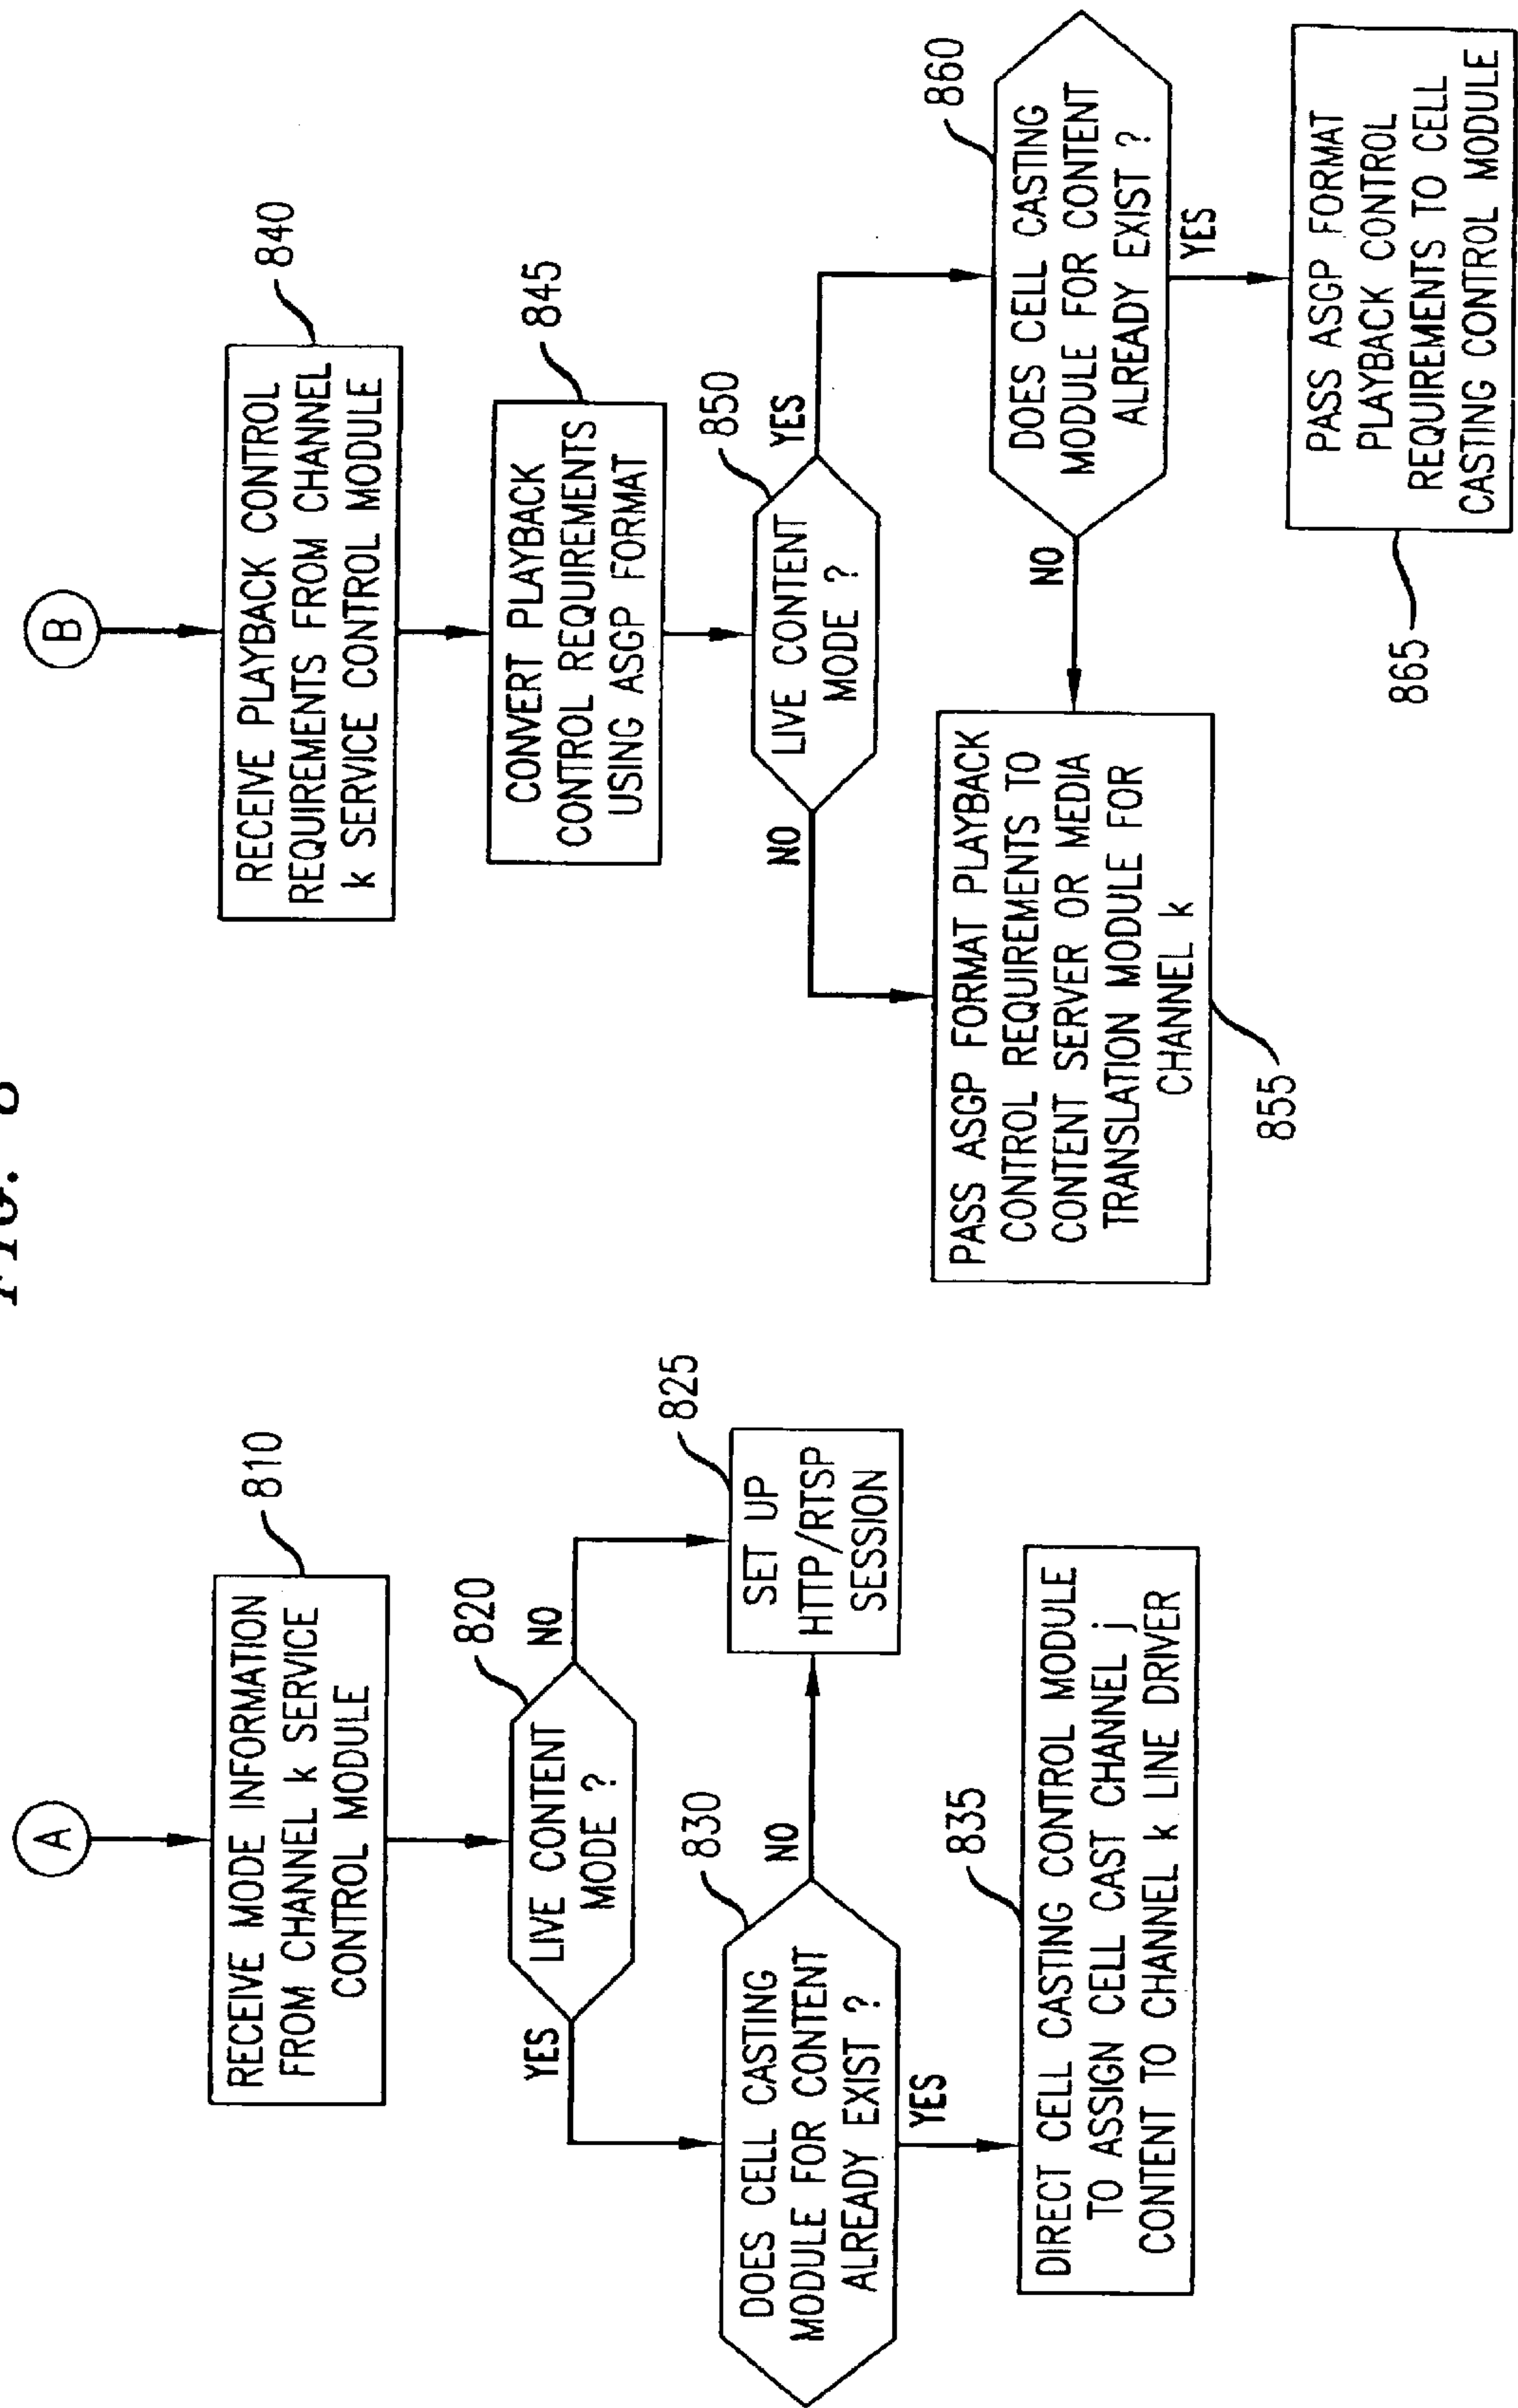 FIG. 8
A
RECEIVE MODE INFORMATION
FROM CHANNEL k SERVICE
CONTROL MODULE
810
LIVE CONTENT
MODE ?
820
YES
NO
SET UP
HTTP/RTSP
SESSION
825
DOES CELL CASTING
MODULE FOR CONTENT
ALREADY EXIST ?
830
NO
YES
DIRECT CELL CASTING CONTROL MODULE
TO ASSIGN CELL CAST CHANNEL j
CONTENT TO CHANNEL k LINE DRIVER
835
B
RECEIVE PLAYBACK CONTROL
REQUIREMENTS FROM CHANNEL
k SERVICE CONTROL MODULE
840
CONVERT PLAYBACK
CONTROL REQUIREMENTS
USING ASGP FORMAT
845
LIVE CONTENT
MODE ?
850
NO
YES
PASS ASGP FORMAT PLAYBACK
CONTROL REQUIREMENTS TO
CONTENT SERVER OR MEDIA
TRANSLATION MODULE FOR
CHANNEL k
855
DOES CELL CASTING
MODULE FOR CONTENT
ALREADY EXIST ?
860
NO
YES
PASS ASGP FORMAT
PLAYBACK CONTROL
REQUIREMENTS TO CELL
CASTING CONTROL MODULE
865